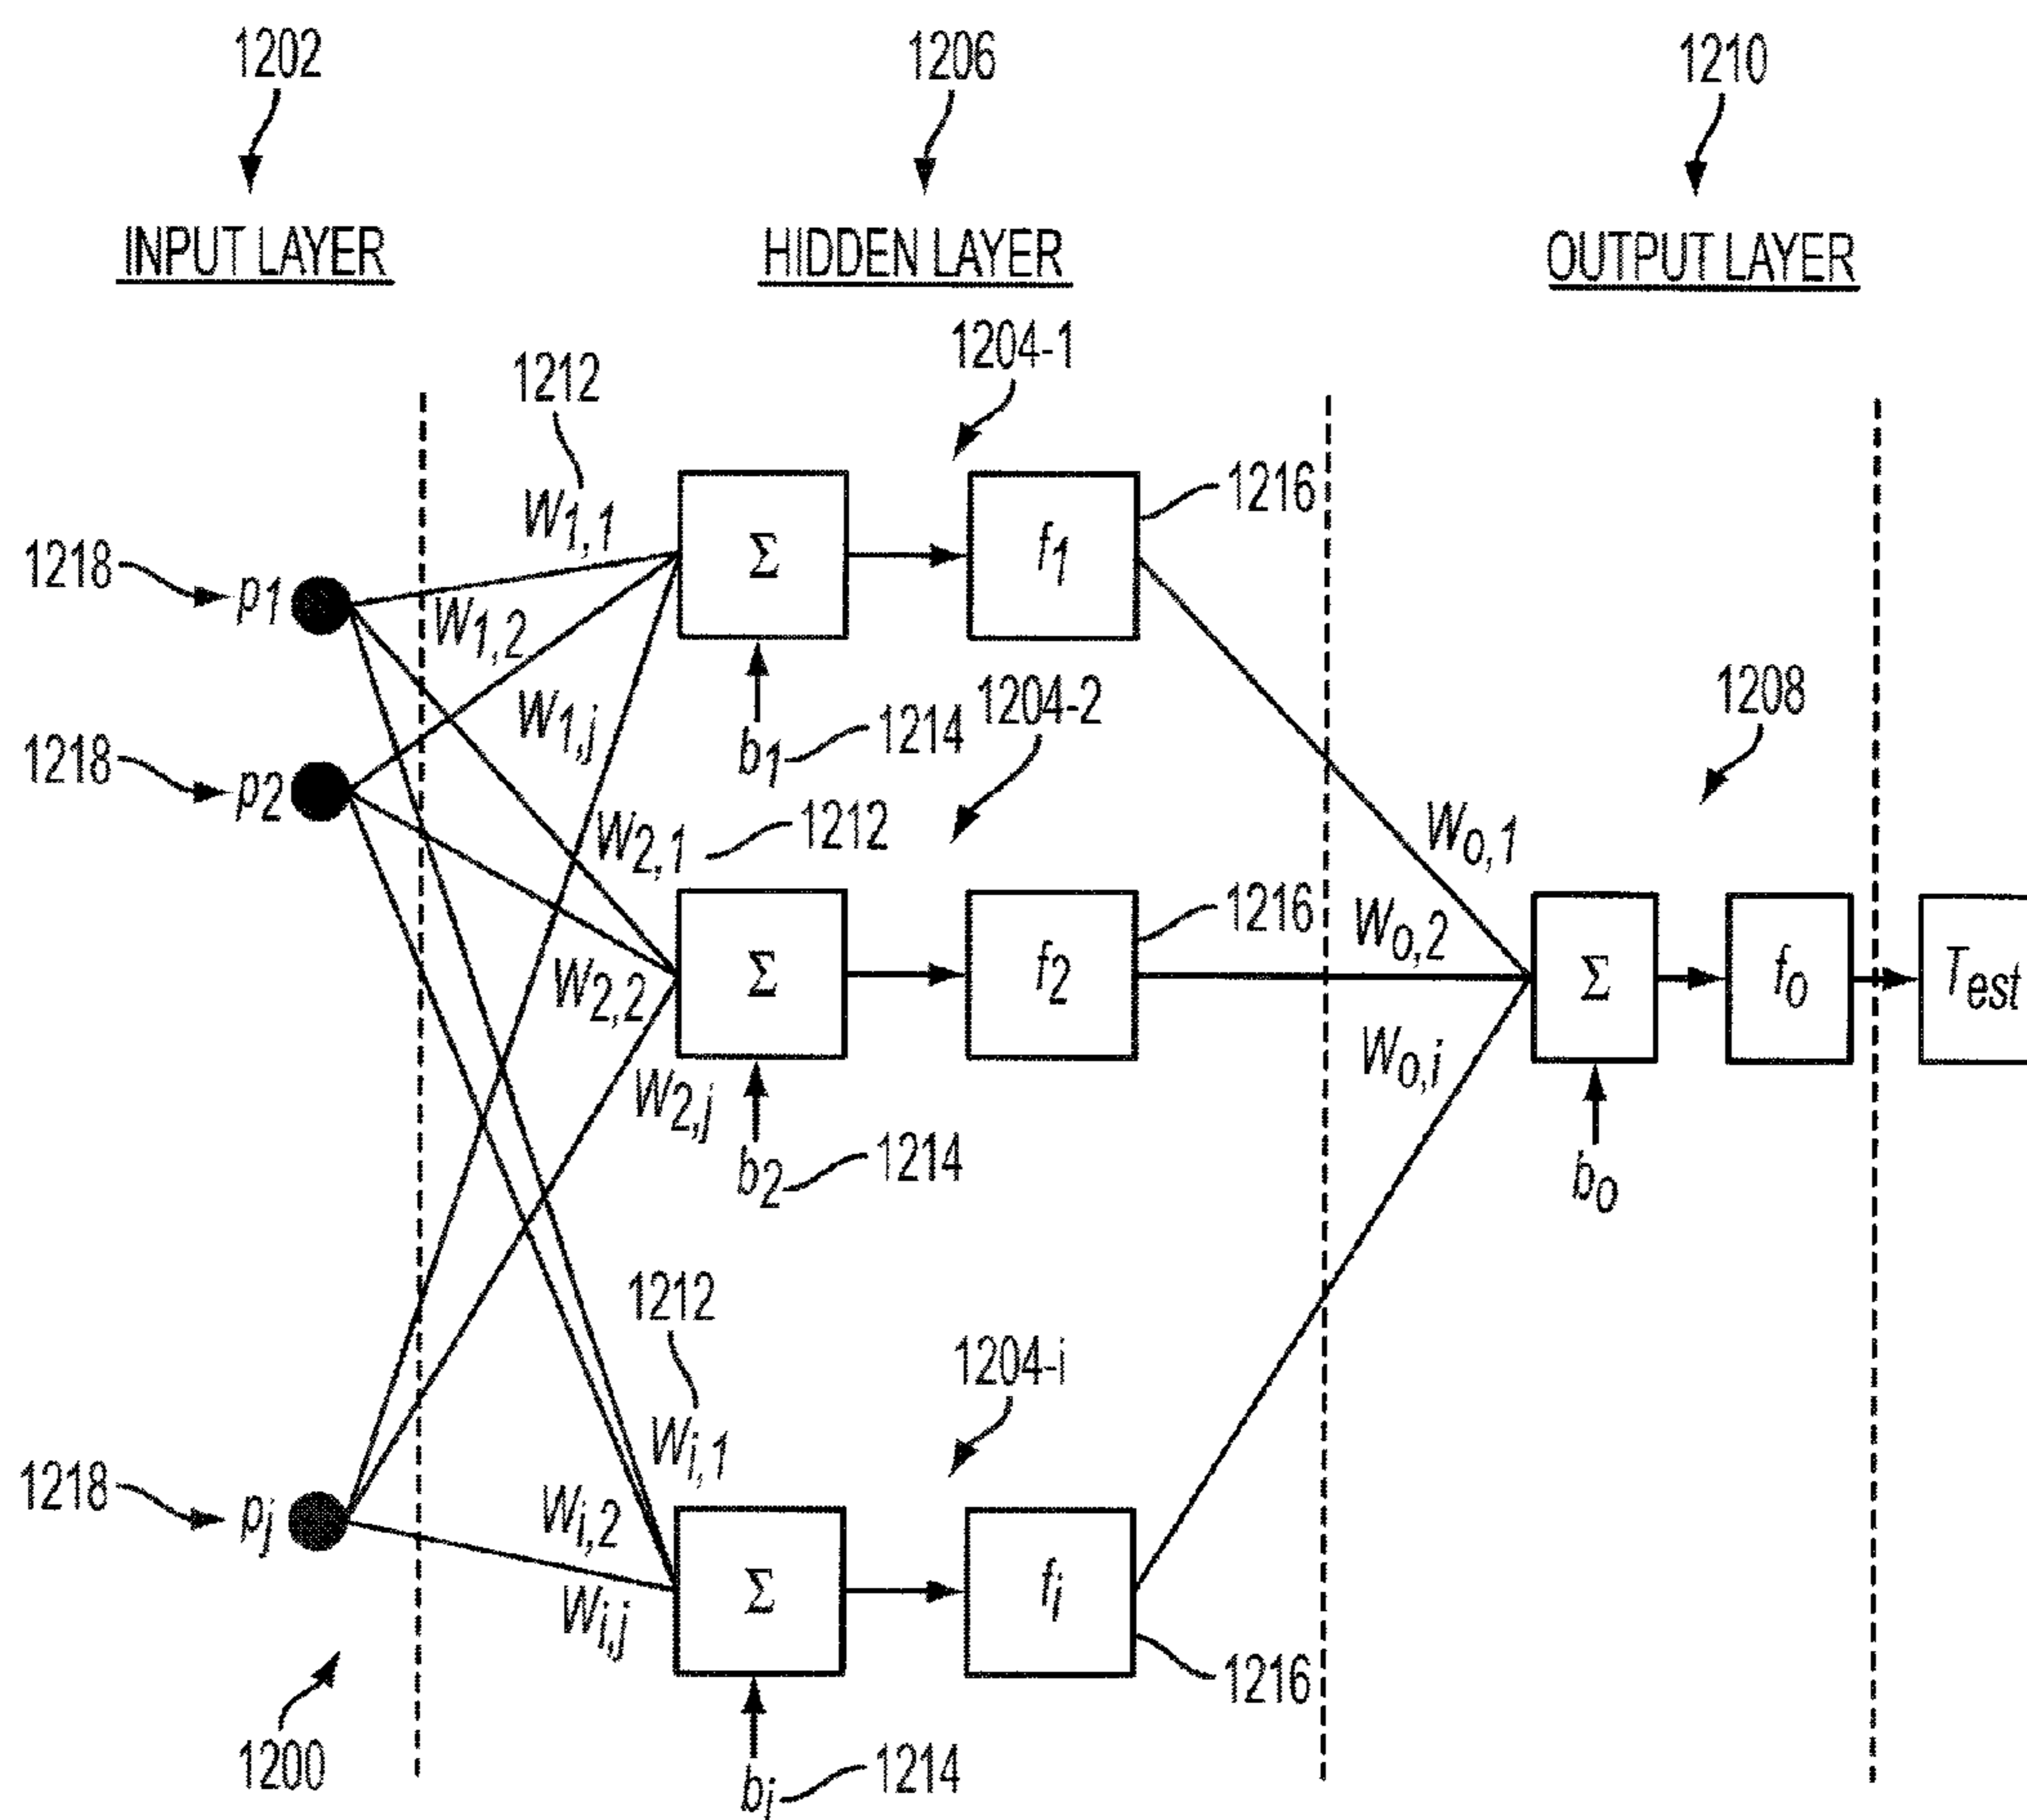 1202
1206
1210
INPUT LAYER
HIDDEN LAYER
OUTPUT LAYER
1204-1
1212
W1,1
1216
1218
p1
Σ
f1
W1,2
W1,j
b1
1214
1204-2
1208
1218
p2
W2,1
1212
Wo,1
1216
W2,2
Σ
f2
Wo,2
Σ
fo
Test
Wo,i
W2,j
b2
1214
bo
1212
1204-i
Wi,1
1218
pj
Wi,2
Σ
fi
Wi,j
1216
1200
bi
1214